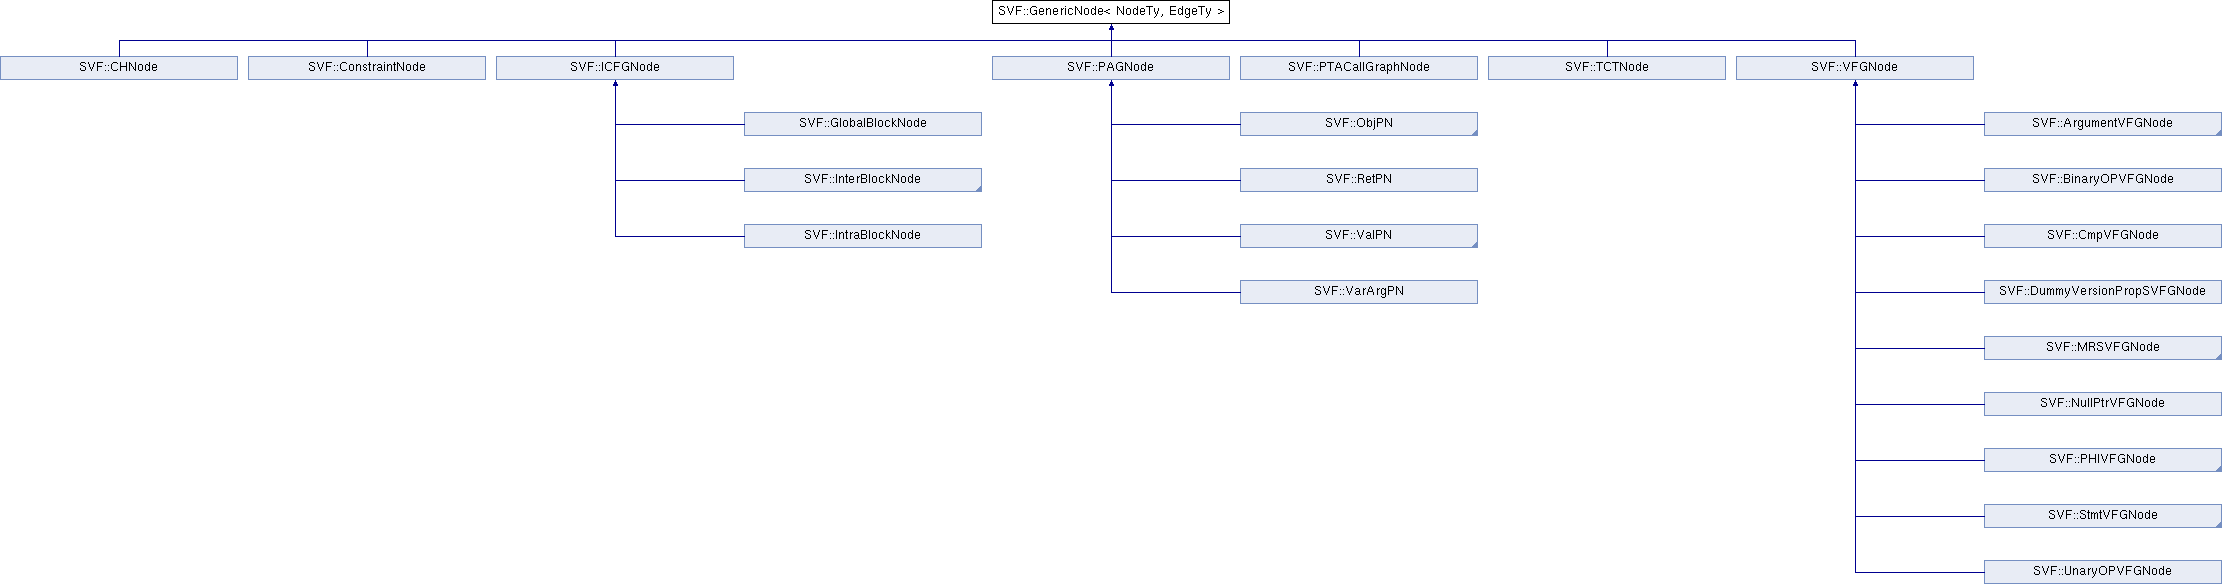 SVF::GenericNode< NodeTy, EdgeTy >
SVF::CHNode
SVF::ConstraintNode
SVF::ICFGNode
SVF::PAGNode
SVF::PTACallGraphNode
SVF::TCTNode
SVF::VFGNode
SVF::GlobalBlockNode
SVF::InterBlockNode
SVF::IntraBlockNode
SVF::ObjPN
SVF::RetPN
SVF::ValPN
SVF::VarArgPN
SVF::ArgumentVFGNode
SVF::BinaryOPVFGNode
SVF::CmpVFGNode
SVF::DummyVersionPropSVFGNode
SVF::MRSVFGNode
SVF::NullPtrVFGNode
SVF::PHIVFGNode
SVF::StmtVFGNode
SVF::UnaryOPVFGNode